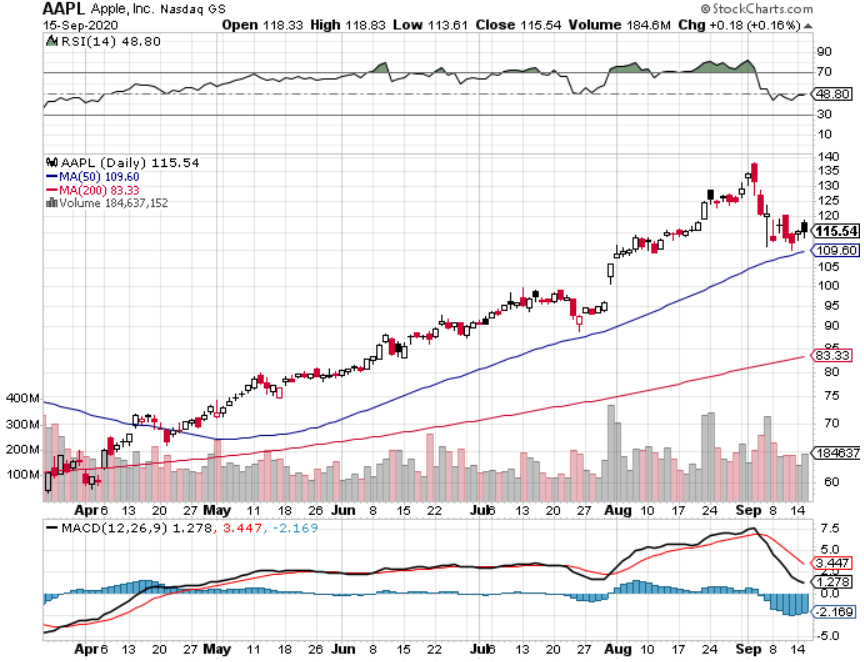 AAPL Apple, Inc. Nasdaq GS © StockCharts.com
15-Sep-2020 Open 118.33 High 118.83 Low 113.61 Close 115.54 Volume 184.6M Chg +0.18 (+0.16%)
RSI(14) 48.80
90
70
48.80
30
10
AAPL (Daily) 115.54
MA(50) 109.60
MA(200) 83.33
Volume 184,637,152
140
135
130
125
120
115.54
109.60
105
100
95
90
83.33
80
75
400M 70
300M
200M
184637
100M
60
Apr 6 13 20 27 May 11 18 26 Jun 8 15 22 Jul 6 13 20 27 Aug 10 17 24 Sep 8 14
MACD(12,26,9) 1.278, 3.447, -2.169
7.5
5.0
3.447
1.278
0.0
-2.169
-5.0
Apr 6 13 20 27 May 11 18 26 Jun 8 15 22 Jul 6 13 20 27 Aug 10 17 24 Sep 8 14